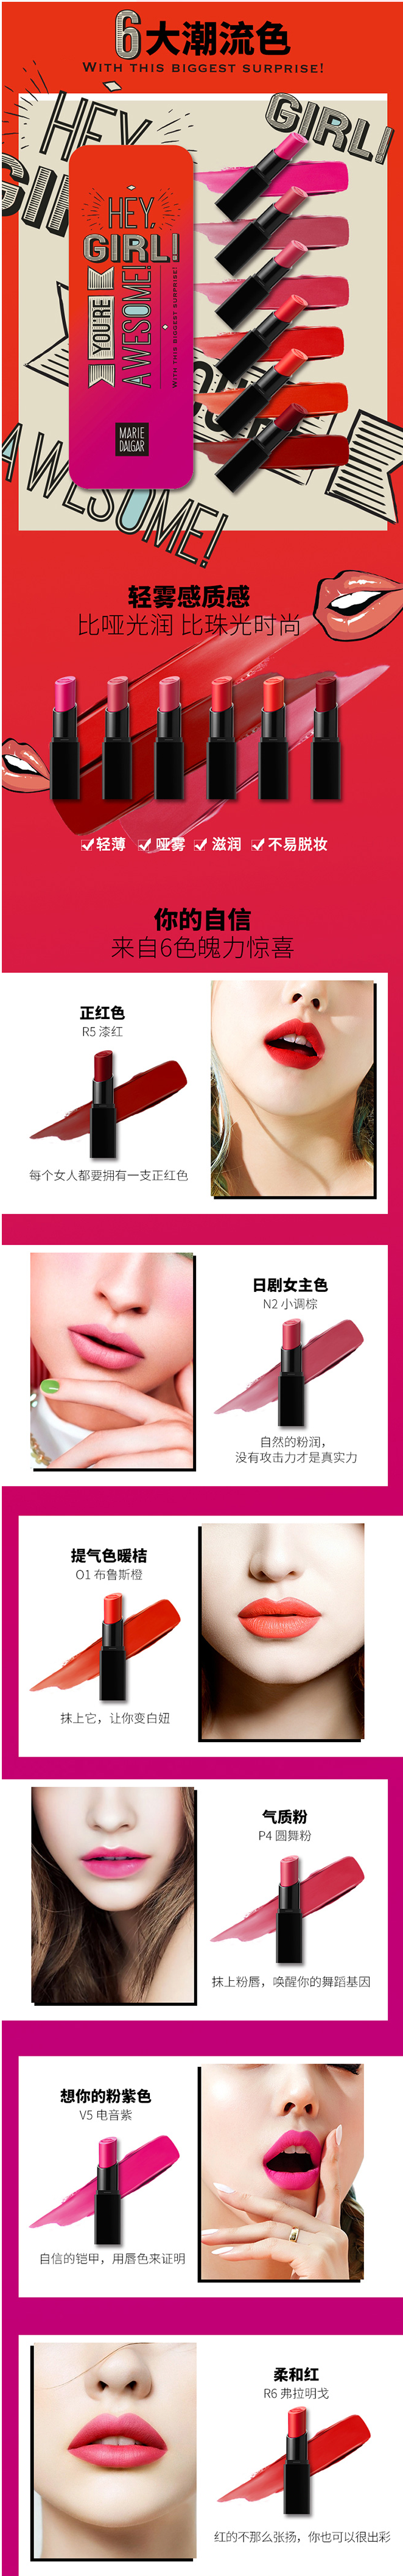 6大潮流色
WITH THIS BIGGEST SURPRISE!
HEY
GIRL!
GIRL!
HEY,
GIRL!
YOU'RE
AWESOME!
WITH THIS BIGGEST SURPRISE!
MARIE
DALGAR
AWESOME!
轻雾感质感
比哑光润 比珠光时尚
轻薄 哑雾 滋润 不易脱妆
你的自信
来自6色魄力惊喜
正红色
R5 漆红
每个女人都要拥有一支正红色
日剧女主色
N2 小调棕
自然的粉润，
没有攻击力才是真实力
提气色暖桔
O1 布鲁斯橙
抹上它，让你变白妞
气质粉
P4 圆舞粉
抹上粉唇，唤醒你的舞蹈基因
想你的粉紫色
V5 电音紫
自信的铠甲，用唇色来证明
柔和红
R6 弗拉明戈
红的不那么张扬，你也可以很出彩